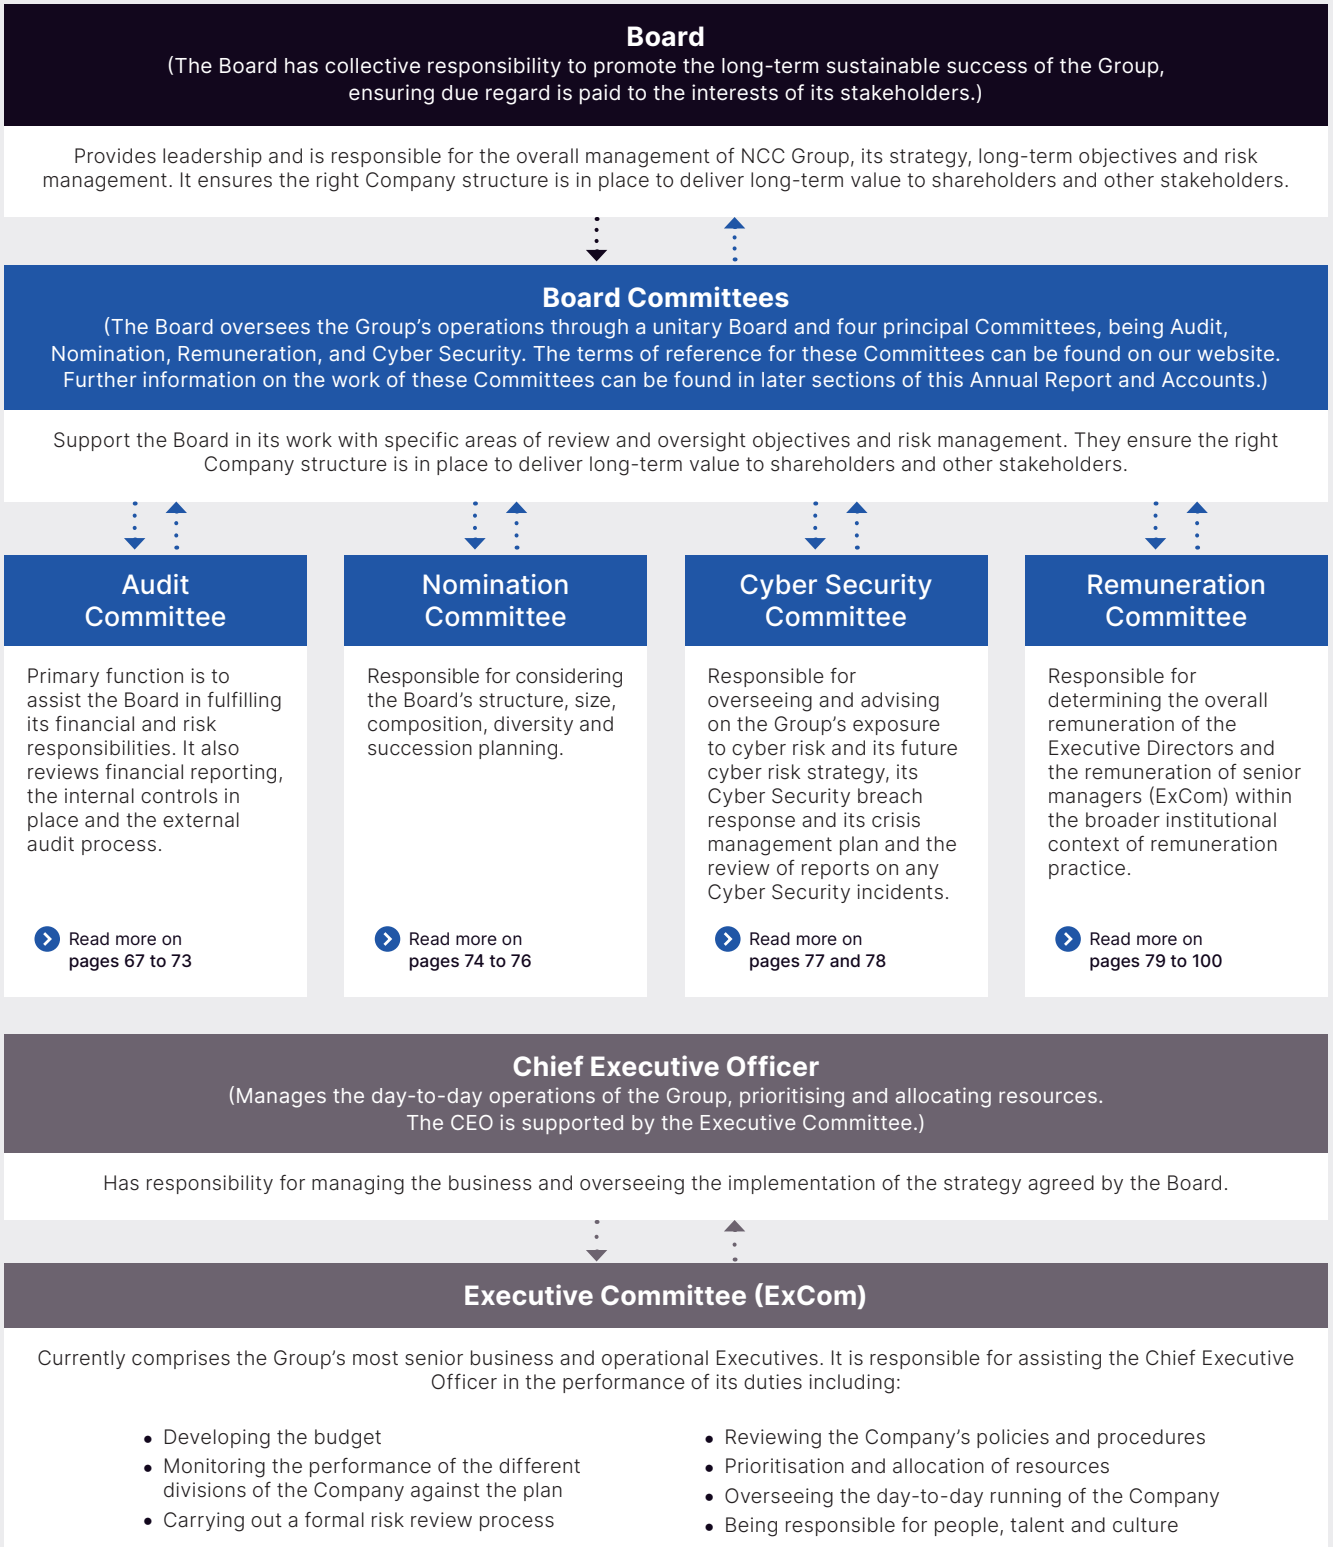 Board
(The Board has collective responsibility to promote the long-term sustainable success of the Group,
ensuring due regard is paid to the interests of its stakeholders.)
Provides leadership and is responsible for the overall management of NCC Group, its strategy, long-term objectives and risk
management. It ensures the right Company structure is in place to deliver long-term value to shareholders and other stakeholders.
Board Committees
(The Board oversees the Group’s operations through a unitary Board and four principal Committees, being Audit,
Nomination, Remuneration, and Cyber Security. The terms of reference for these Committees can be found on our website.
Further information on the work of these Committees can be found in later sections of this Annual Report and Accounts.)
Support the Board in its work with specific areas of review and oversight objectives and risk management. They ensure the right
Company structure is in place to deliver long-term value to shareholders and other stakeholders.
Audit
Committee
Primary function is to
assist the Board in fulfilling
its financial and risk
responsibilities. It also
reviews financial reporting,
the internal controls in
place and the external
audit process.
Read more on
pages 67 to 73
Nomination
Committee
Responsible for considering
the Board’s structure, size,
composition, diversity and
succession planning.
Read more on
pages 74 to 76
Cyber Security
Committee
Responsible for
overseeing and advising
on the Group’s exposure
to cyber risk and its future
cyber risk strategy, its
Cyber Security breach
response and its crisis
management plan and the
review of reports on any
Cyber Security incidents.
Read more on
pages 77 and 78
Remuneration
Committee
Responsible for
determining the overall
remuneration of the
Executive Directors and
the remuneration of senior
managers (ExCom) within
the broader institutional
context of remuneration
practice.
Read more on
pages 79 to 100
Chief Executive Officer
(Manages the day-to-day operations of the Group, prioritising and allocating resources.
The CEO is supported by the Executive Committee.)
Has responsibility for managing the business and overseeing the implementation of the strategy agreed by the Board.
Executive Committee (ExCom)
Currently comprises the Group’s most senior business and operational Executives. It is responsible for assisting the Chief Executive
Officer in the performance of its duties including:
• Developing the budget
• Monitoring the performance of the different
divisions of the Company against the plan
• Carrying out a formal risk review process
• Reviewing the Company’s policies and procedures
• Prioritisation and allocation of resources
• Overseeing the day-to-day running of the Company
• Being responsible for people, talent and culture